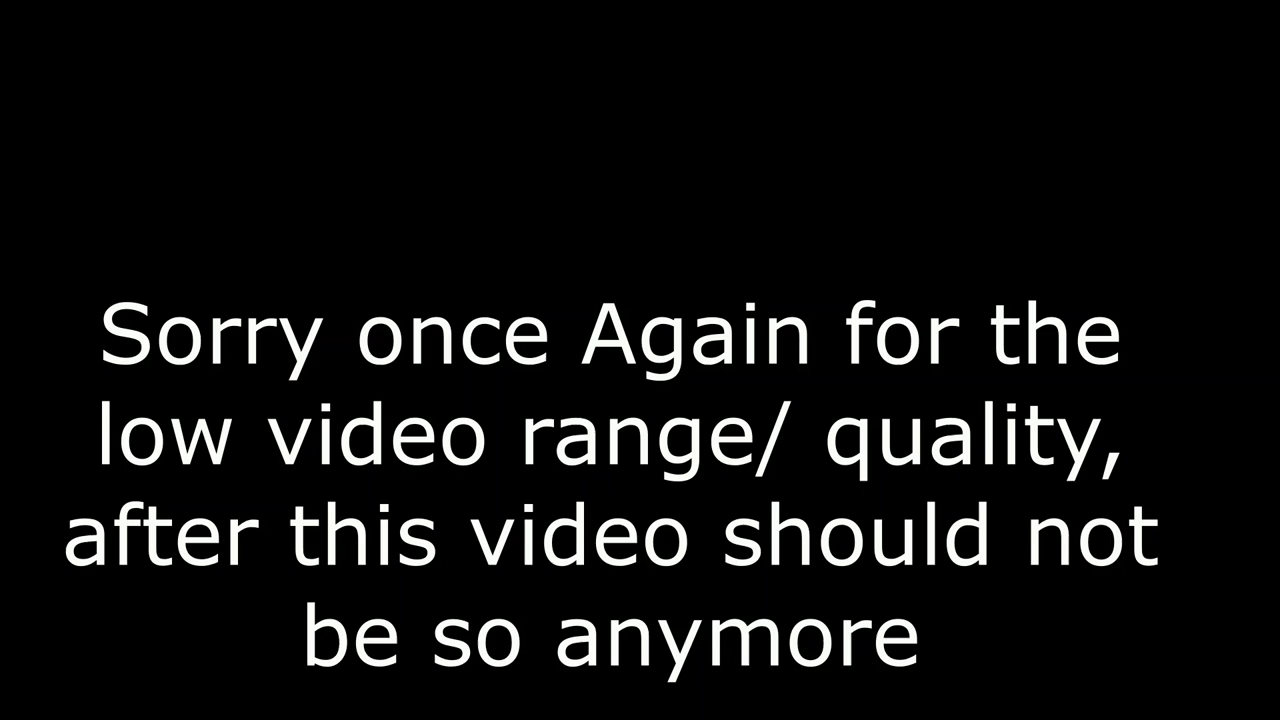 Sorry once Again for the
low video range/ quality,
after this video should not
be so anymore